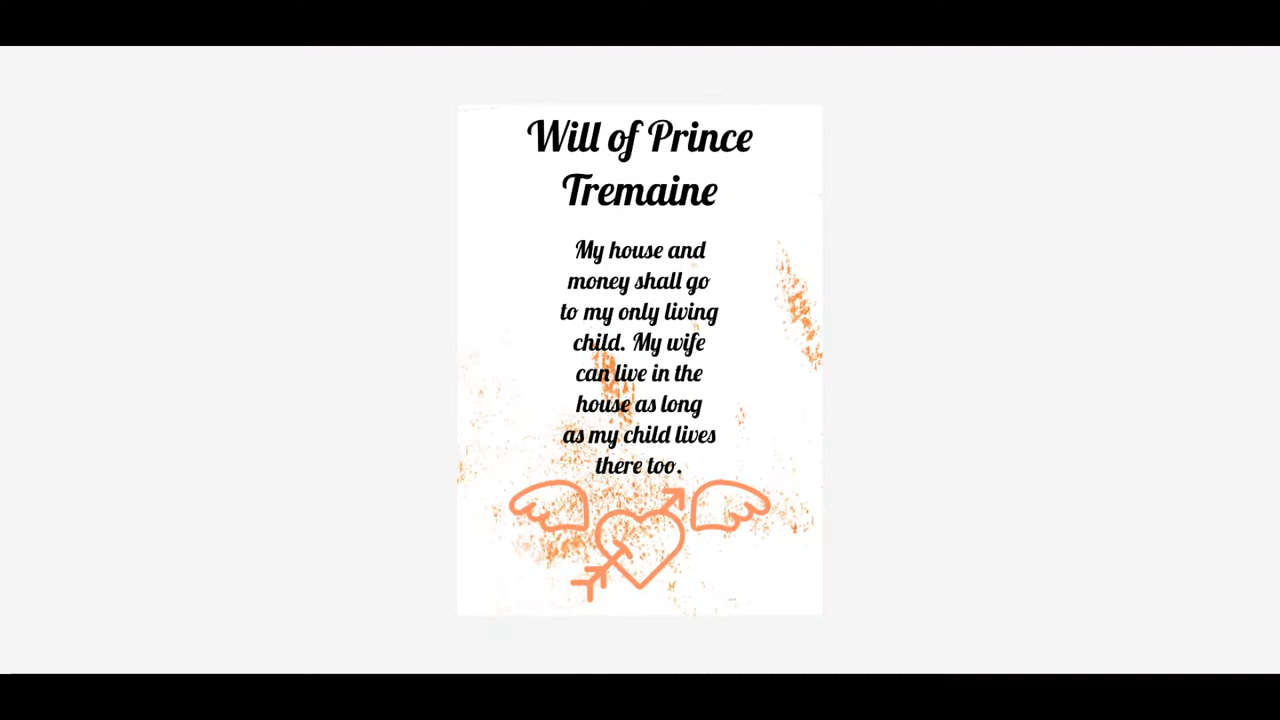 Will of Prince
Tremaine
My house and
money shall go
to my only living
child. My wife
can live in the
house as long
as my child lives
there too.